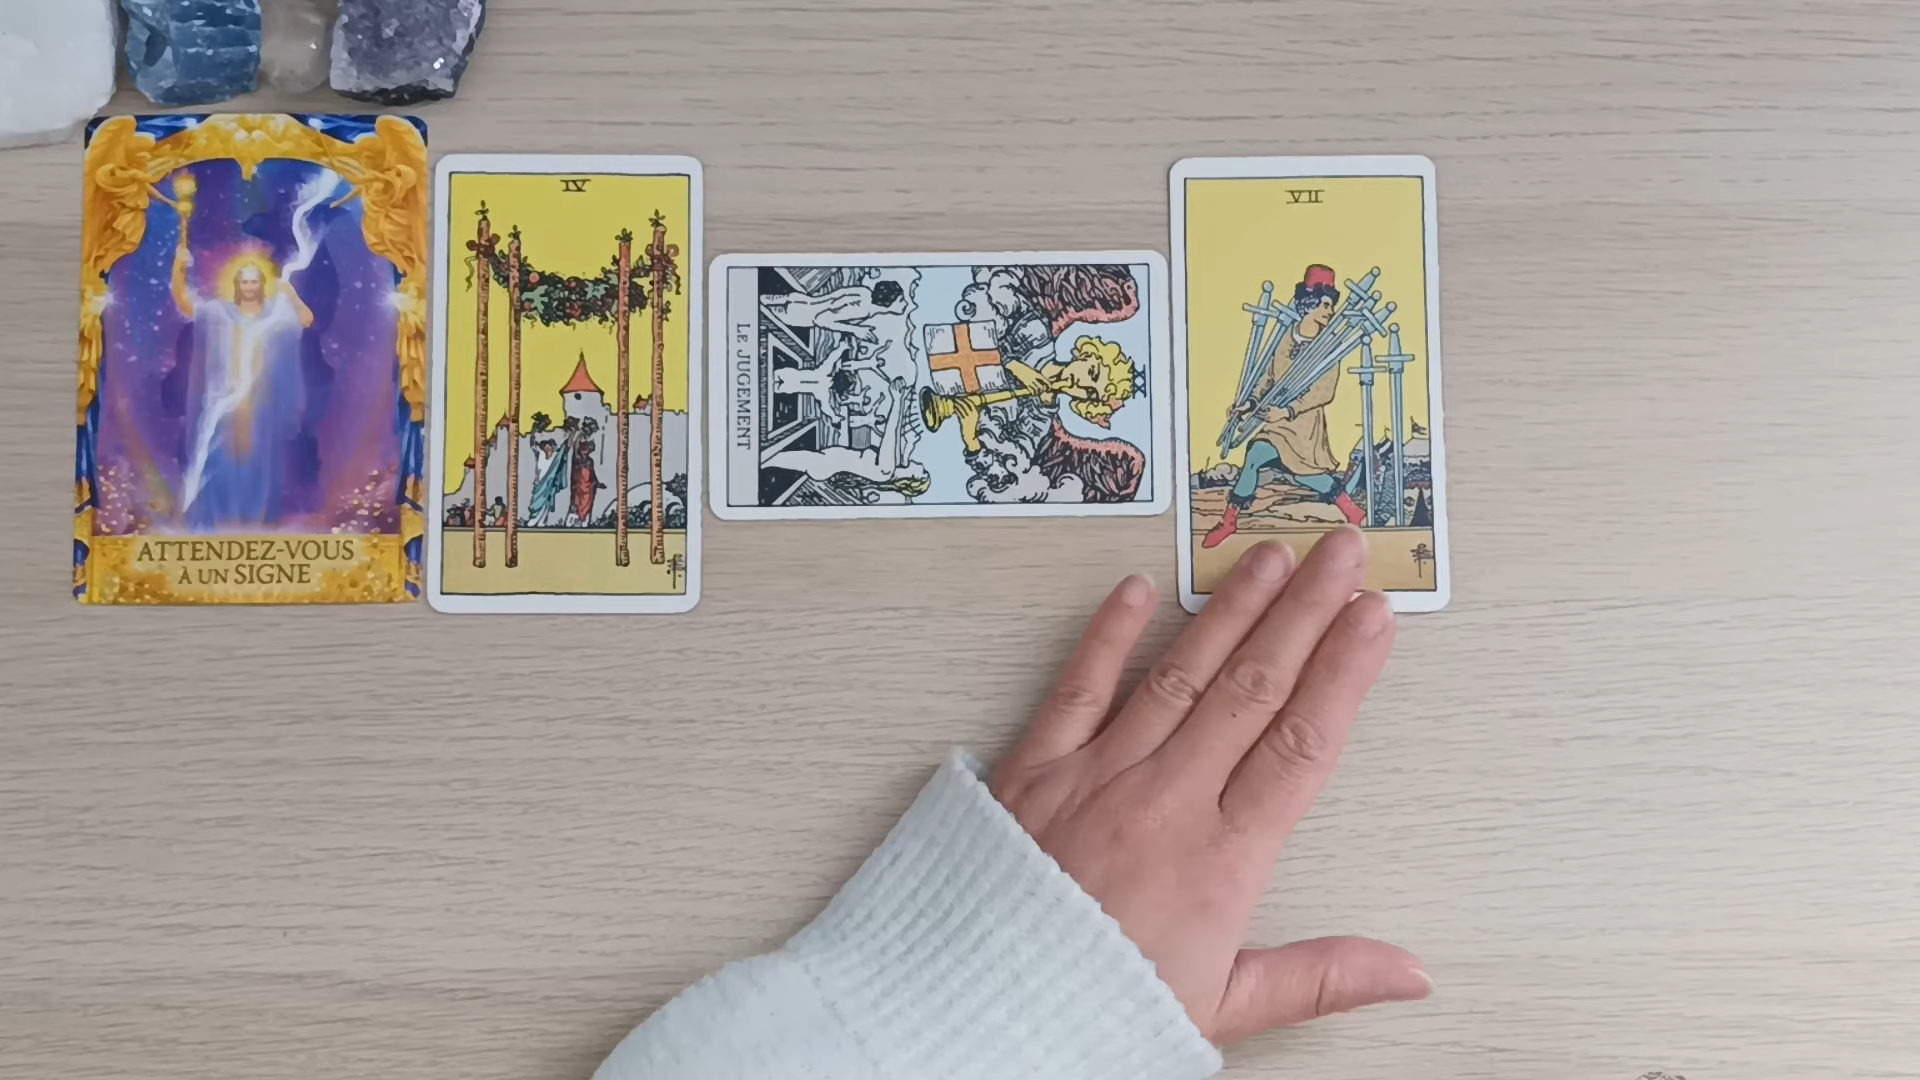 ATTENDEZ-VOUS
À UN SIGNE
IV
LE JUGEMENT
XX
VII